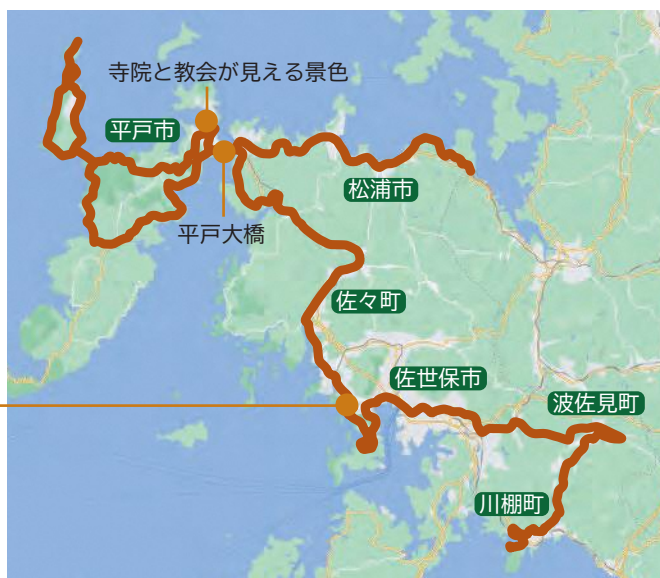 寺院と教会が見える景色
平戸市
松浦市
平戸大橋
佐々町
佐世保市
波佐見町
川棚町